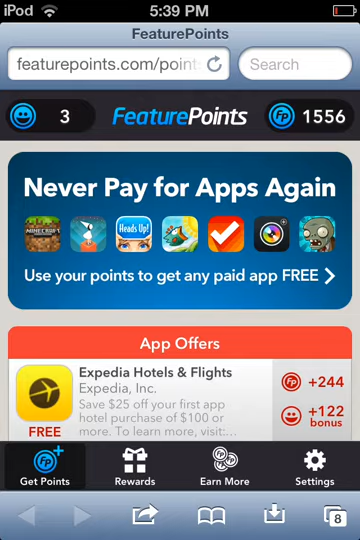 iPod 5:39 PM
FeaturePoints
featurepoints.com/point
Search
3 FeaturePoints FP 1556
Never Pay for Apps Again
MINECRAFT Heads Up!
Use your points to get any paid app FREE
App Offers
Expedia Hotels & Flights
Expedia, Inc.
Save $25 off your first app
hotel purchase of $100 or
more. To learn more, visit:...
FREE
FP +244
+122
bonus
FP+
Get Points Rewards Earn More Settings
8